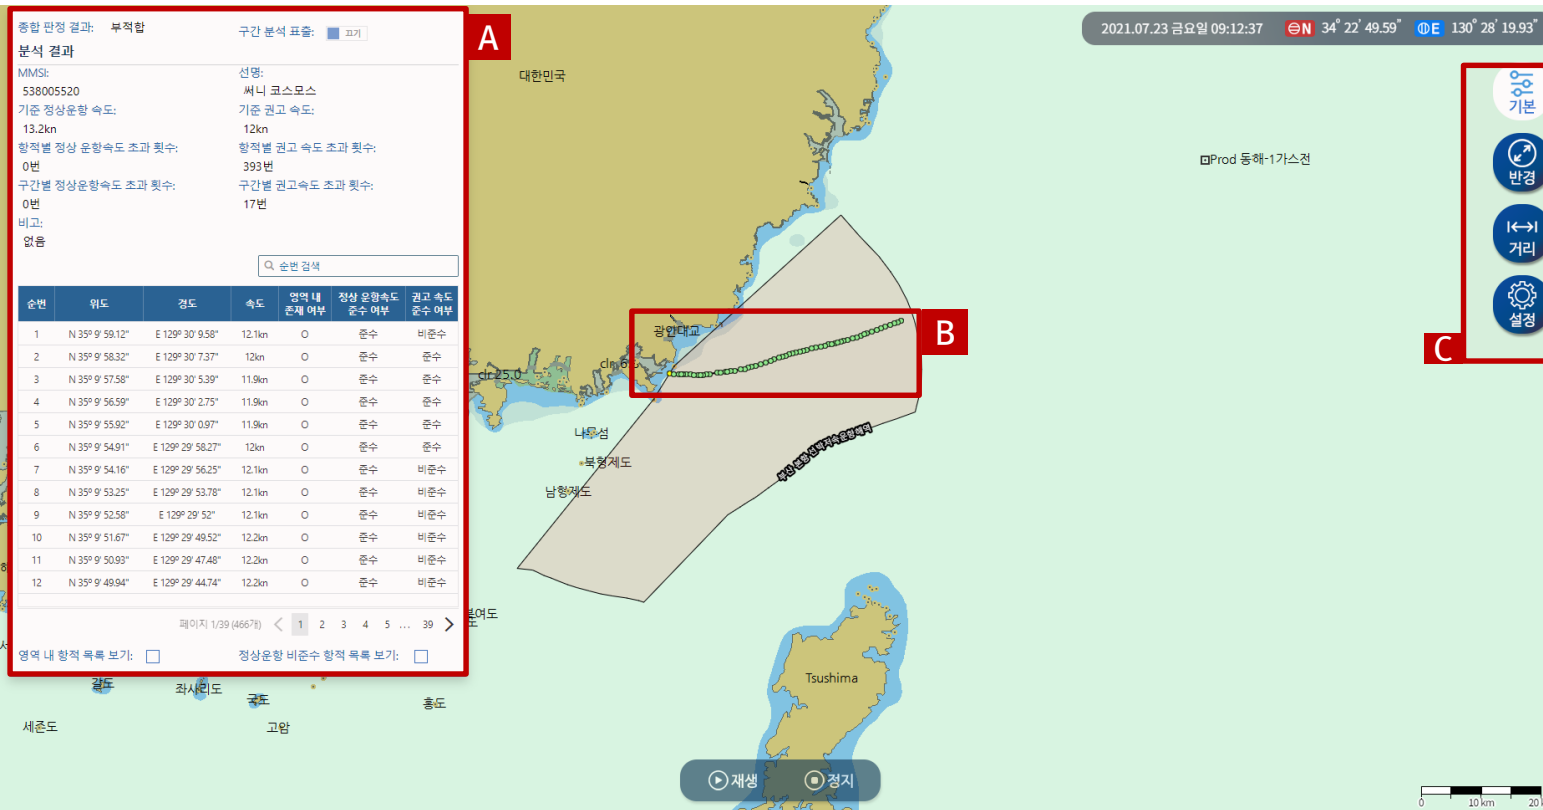 종합 판정 결과: 부적합
구간 분석 표출: 끄기
분석 결과
MMSI: 선명:
538005520 써니 코스모스
기준 정상운항 속도: 기준 권고 속도:
13.2kn 12kn
항적별 정상 운항속도 초과 횟수: 항적별 권고 속도 초과 횟수:
0번 393번
구간별 정상운항속도 초과 횟수: 구간별 권고속도 초과 횟수:
0번 17번
비고:
없음
순번 검색
순번 위도 경도 속도 영역 내 존재 여부 정상 운항속도 준수 여부 권고 속도 준수 여부
1 N 35º 9' 59.12" E 129º 30' 9.58" 12.1kn O 준수 비준수
2 N 35º 9' 58.32" E 129º 30' 7.37" 12kn O 준수 준수
3 N 35º 9' 57.58" E 129º 30' 5.39" 11.9kn O 준수 준수
4 N 35º 9' 56.59" E 129º 30' 2.75" 11.9kn O 준수 준수
5 N 35º 9' 55.92" E 129º 30' 0.97" 11.9kn O 준수 준수
6 N 35º 9' 54.91" E 129º 29' 58.27" 12kn O 준수 준수
7 N 35º 9' 54.16" E 129º 29' 56.25" 12.1kn O 준수 비준수
8 N 35º 9' 53.25" E 129º 29' 53.78" 12.1kn O 준수 비준수
9 N 35º 9' 52.58" E 129º 29' 52" 12.1kn O 준수 비준수
10 N 35º 9' 51.67" E 129º 29' 49.52" 12.2kn O 준수 비준수
11 N 35º 9' 50.93" E 129º 29' 47.48" 12.2kn O 준수 비준수
12 N 35º 9' 49.94" E 129º 29' 44.74" 12.2kn O 준수 비준수
페이지 1/39 (466개) 1 2 3 4 5 ... 39
영역 내 항적 목록 보기: 정상운항 비준수 항적 목록 보기:
A
2021.07.23 금요일 09:12:37 N 34° 22' 49.59" E 130° 28' 19.93"
대한민국
Prod 동해-1가스전
기본
반경
거리
설정
C
B
광안대교
clr 6.5
clr 25.0
나무섬
북형제도
남형제도
부산 본항 선박저속운항해역
Tsushima
갈도
좌사리도
국도
홍도
세존도
고암
재생 정지
0 10 km 20